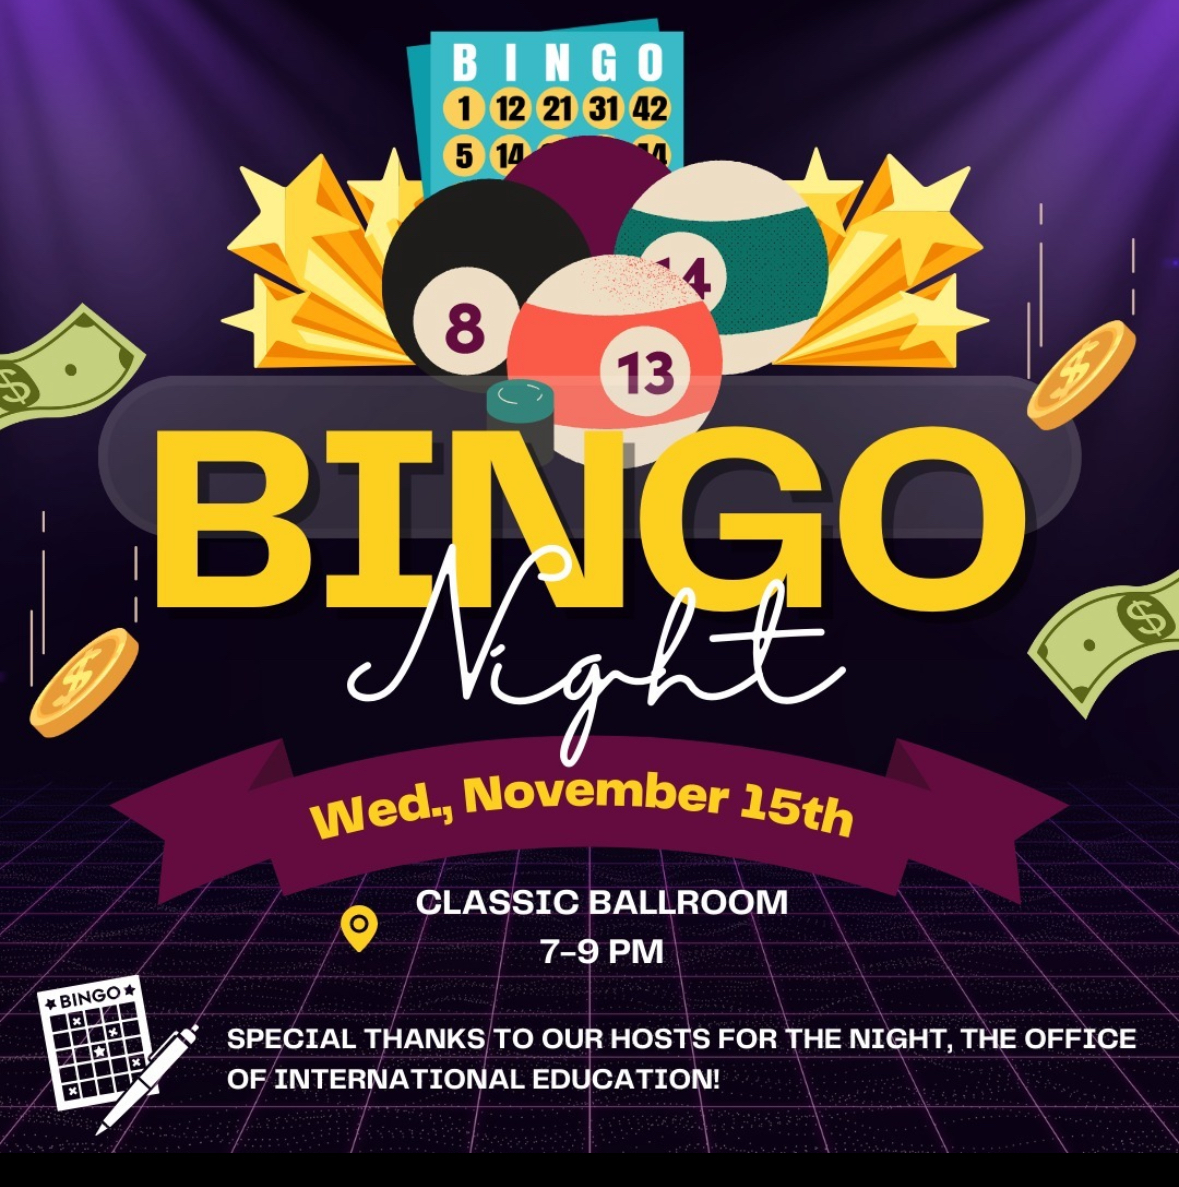 B I N G O
1 12 21 31 42
5 14 14
14
8
13
BINGO
Night
Wed., November 15th
CLASSIC BALLROOM
7-9 PM
BINGO
SPECIAL THANKS TO OUR HOSTS FOR THE NIGHT, THE OFFICE
OF INTERNATIONAL EDUCATION!